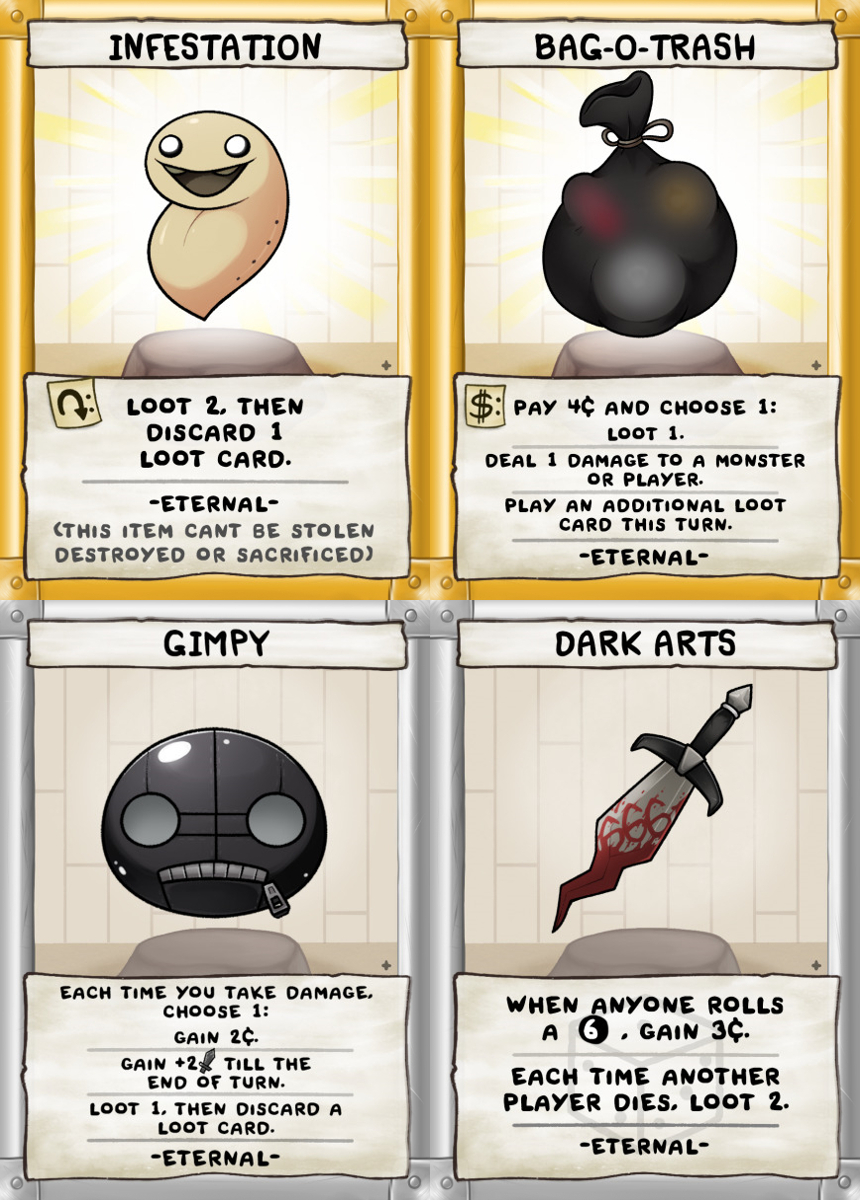 INFESTATION
LOOT 2, THEN
DISCARD 1
LOOT CARD.
-ETERNAL-
(THIS ITEM CANT BE STOLEN
DESTROYED OR SACRIFICED)
BAG-O-TRASH
$: PAY 4¢ AND CHOOSE 1:
LOOT 1.
DEAL 1 DAMAGE TO A MONSTER
OR PLAYER.
PLAY AN ADDITIONAL LOOT
CARD THIS TURN.
-ETERNAL-
GIMPY
EACH TIME YOU TAKE DAMAGE,
CHOOSE 1:
GAIN 2¢.
GAIN +2 TILL THE
END OF TURN.
LOOT 1, THEN DISCARD A
LOOT CARD.
-ETERNAL-
DARK ARTS
666
WHEN ANYONE ROLLS
A 6 , GAIN 3¢.
EACH TIME ANOTHER
PLAYER DIES, LOOT 2.
-ETERNAL-